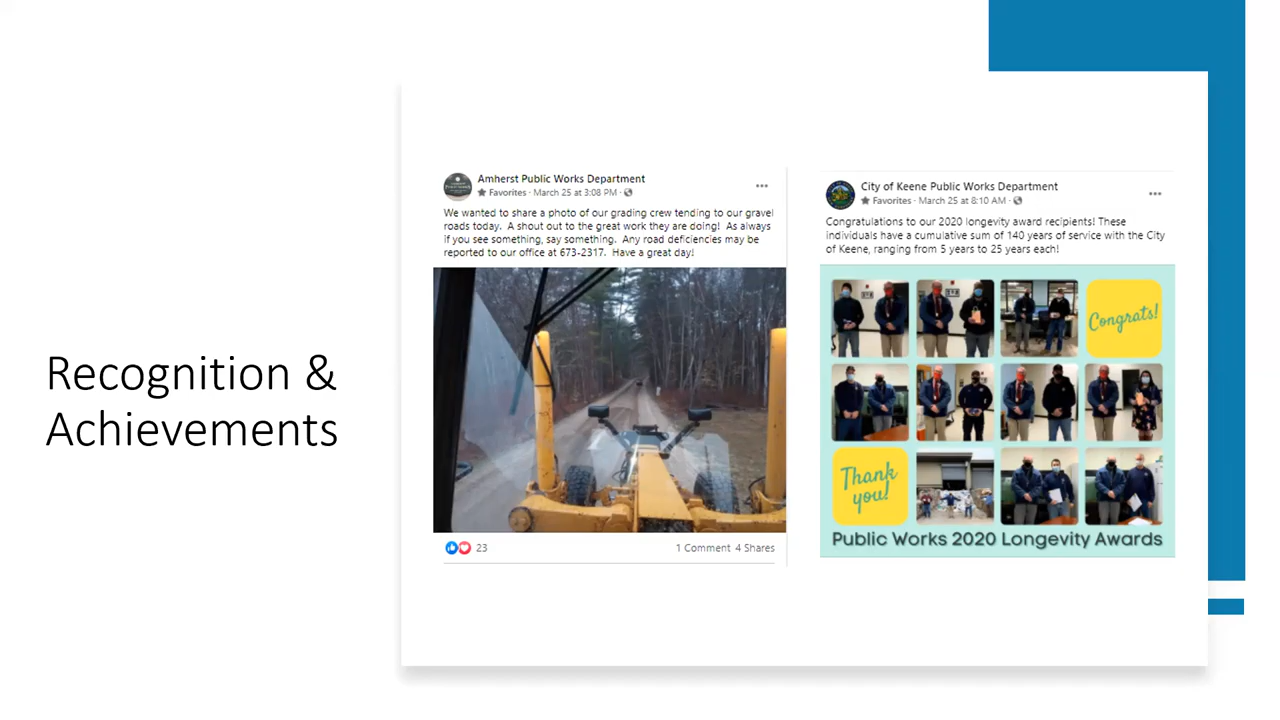 Recognition &
Achievements
Amherst Public Works Department
Favorites · March 25 at 3:08 PM ·
We wanted to share a photo of our grading crew tending to our gravel
roads today. A shout out to the great work they are doing! As always
if you see something, say something. Any road deficiencies may be
reported to our office at 673-2317. Have a great day!
23
1 Comment 4 Shares
City of Keene Public Works Department
Favorites · March 25 at 8:10 AM ·
Congratulations to our 2020 longevity award recipients! These
individuals have a cumulative sum of 140 years of service with the City
of Keene, ranging from 5 years to 25 years each!
Congrats!
Thank
you!
Public Works 2020 Longevity Awards